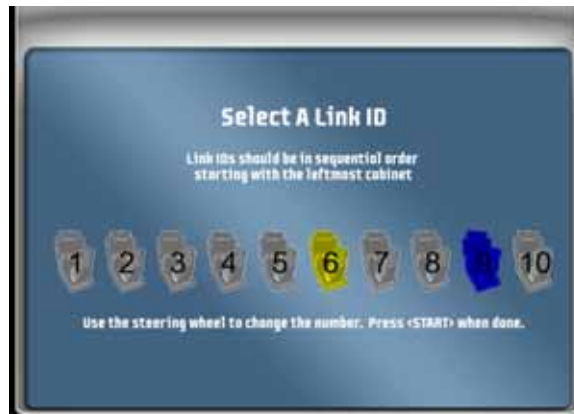 Select A Link ID
Link IDs should be in sequential order
starting with the leftmost cabinet
1 2 3 4 5 6 7 8 9 10
Use the steering wheel to change the number. Press <START> when done.